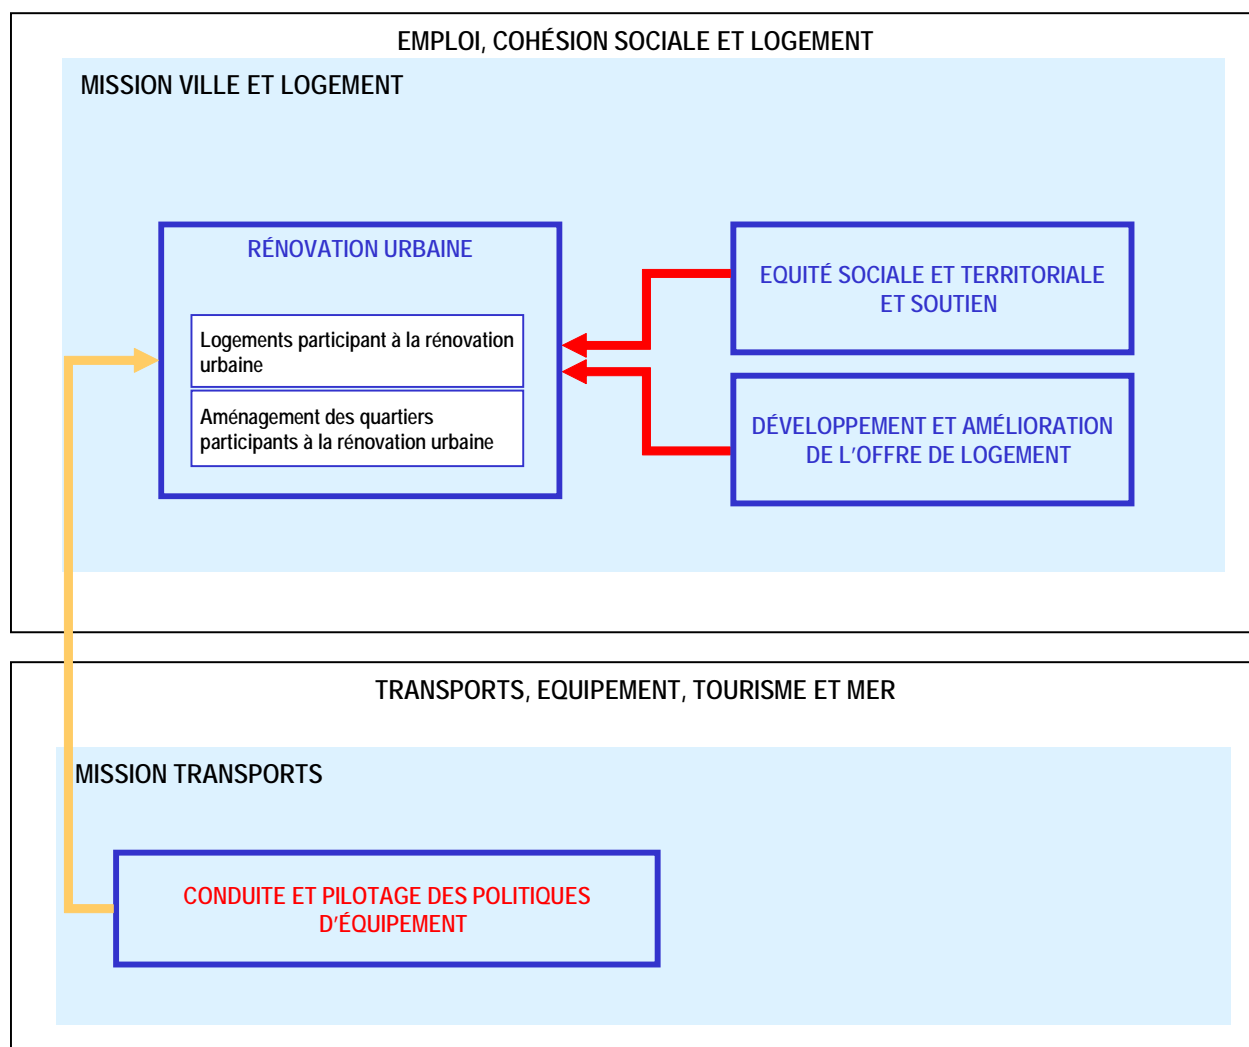 EMPLOI, COHÉSION SOCIALE ET LOGEMENT
MISSION VILLE ET LOGEMENT
RÉNOVATION URBAINE
Logements participant à la rénovation
urbaine
Aménagement des quartiers
participants à la rénovation urbaine
EQUITÉ SOCIALE ET TERRITORIALE
ET SOUTIEN
DÉVELOPPEMENT ET AMÉLIORATION
DE L'OFFRE DE LOGEMENT
TRANSPORTS, EQUIPEMENT, TOURISME ET MER
MISSION TRANSPORTS
CONDUITE ET PILOTAGE DES POLITIQUES
D'ÉQUIPEMENT